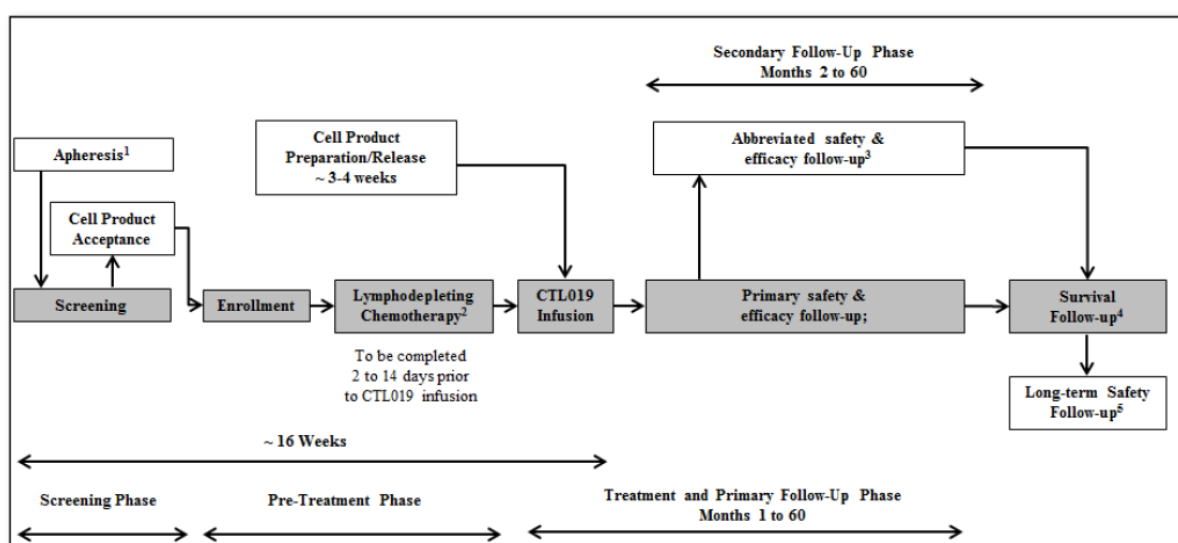 Secondary Follow-Up Phase
Months 2 to 60
Apheresis1
Cell Product
Preparation/Release
~ 3-4 weeks
Abbreviated safety &
efficacy follow-up3
Cell Product
Acceptance
Screening
Enrollment
Lymphodepleting
Chemotherapy2
CTL019
Infusion
Primary safety &
efficacy follow-up;
Survival
Follow-up4
To be completed
2 to 14 days prior
to CTL019 infusion
Long-term Safety
Follow-up5
~ 16 Weeks
Screening Phase
Pre-Treatment Phase
Treatment and Primary Follow-Up Phase
Months 1 to 60